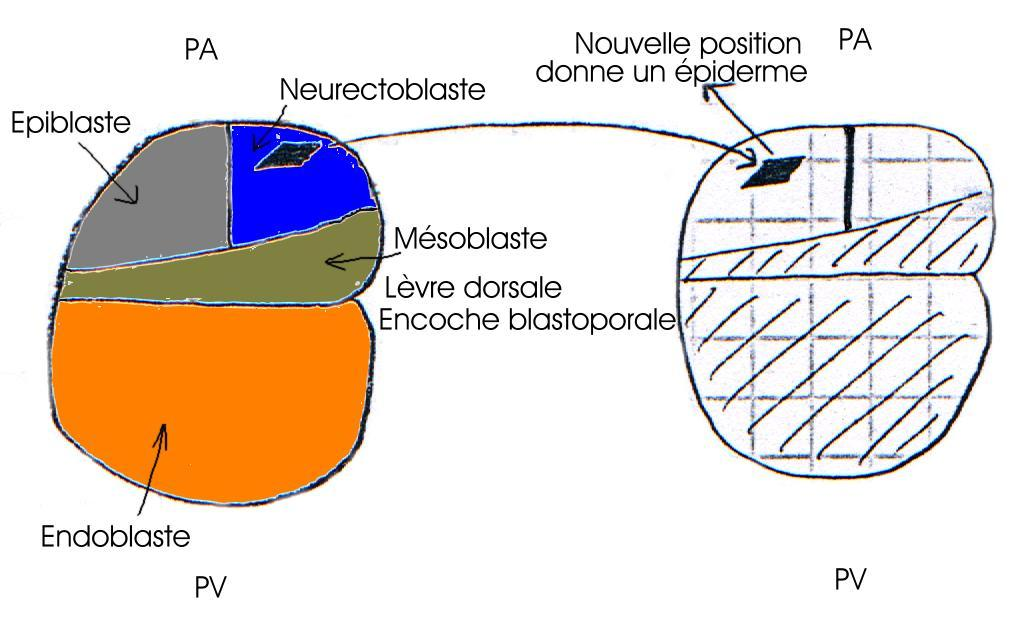 PA
Neurectoblaste
Epiblaste
Mésoblaste
Lèvre dorsale
Encoche blastoporale
Endoblaste
PV
Nouvelle position
donne un épiderme
PA
PV